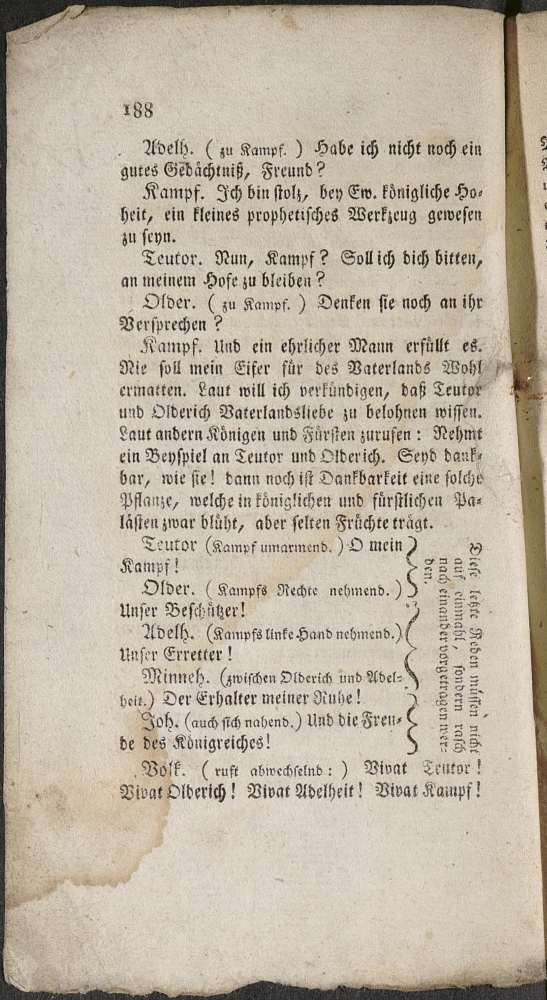 188
Adelh. ( zu Kampf. ) Habe ich nicht noch ein
gutes Gedächtniß, Freund?
Kampf. Ich bin stolz, bey Ew. königliche Ho=
heit, ein kleines prophetisches Werkzeug gewesen
zu seyn.
Teutor. Nun, Kampf? Soll ich dich bitten,
an meinem Hofe zu bleiben?
Older. ( zu Kampf. ) Denken sie noch an ihr
Versprechen?
Kampf. Und ein ehrlicher Mann erfüllt es.
Nie soll mein Eifer für des Vaterlands Wohl
ermatten. Laut will ich verkündigen, daß Teutor
und Olderich Vaterlandsliebe zu belohnen wissen.
Laut andern Königen und Fürsten zurufen: Nehmt
ein Beyspiel an Teutor und Olderich. Seyd dank=
bar, wie sie! dann noch ist Dankbarkeit eine solche
Pflanze, welche in königlichen und fürstlichen Pa=
lästen zwar blüht, aber selten Früchte trägt.
Teutor (Kampf umarmend. ) O mein
Kampf!
Older. ( Kampfs Rechte nehmend. )
Unser Beschützer!
Adelh. (Kampfs linke Hand nehmend.)
Unser Erretter!
Minneh. (zwischen Olderich und Adel=
heit.) Der Erhalter meiner Ruhe!
Joh. (auch sich nahend.) Und die Freu=
de des Königreiches!
Diese letzte Reden müssen nicht
auf einmahl, sondern rasch
nach einander vorgetragen wer=
den.
Volk. ( ruft abwechselnd: ) Vivat Teutor!
Vivat Olderich! Vivat Adelheit! Vivat Kampf!